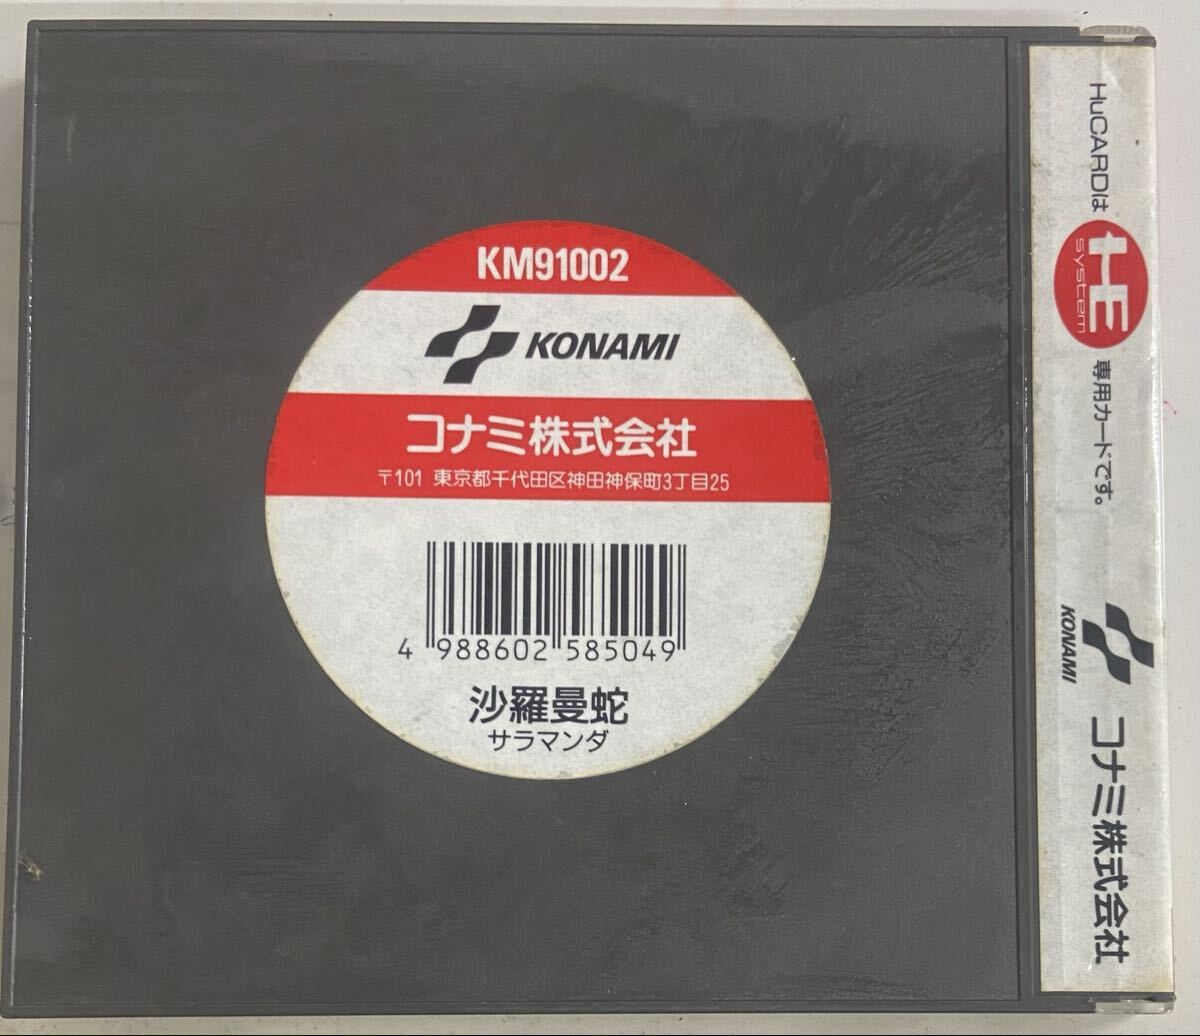 KM91002
KONAMI
コナミ株式会社
〒101 東京都千代田区神田神保町3丁目25
4 988602 585049
沙羅曼蛇
サラマンダ
HuCARDは HE system 専用カードです。
KONAMI
コナミ株式会社